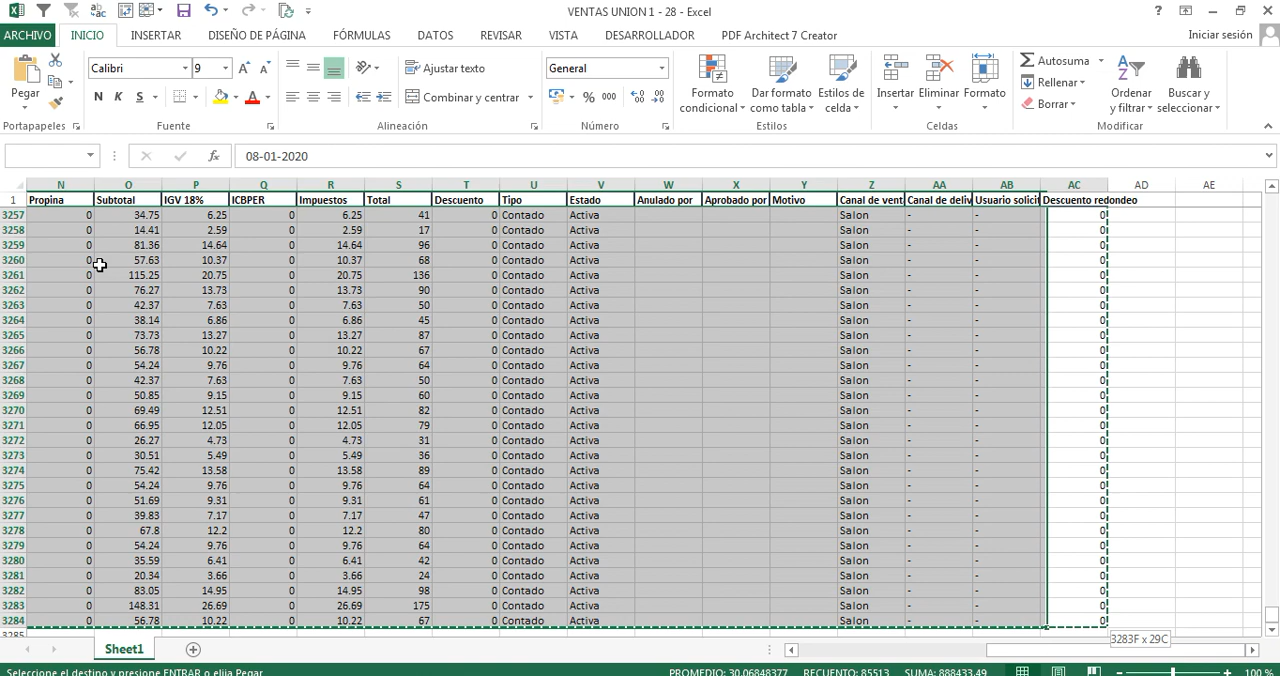 VENTAS UNION 1 - 28 - Excel
?
ARCHIVO INICIO INSERTAR DISEÑO DE PÁGINA FÓRMULAS DATOS REVISAR VISTA DESARROLLADOR PDF Architect 7 Creator Iniciar sesión
Calibri 9 Ajustar texto General Autosuma
Pegar N K S Combinar y centrar % 000 Formato condicional Dar formato como tabla Estilos de celda Insertar Eliminar Formato Rellenar Borrar Ordenar y filtrar Buscar y seleccionar
Portapapeles Fuente Alineación Número Estilos Celdas Modificar
fx 08-01-2020
N O P Q R S T U V W X Y Z AA AB AC AD AE
1 Propina Subtotal IGV 18% ICBPER Impuestos Total Descuento Tipo Estado Anulado por Aprobado por Motivo Canal de vent Canal de deliv Usuario solicit Descuento redondeo
3257 0 34.75 6.25 0 6.25 41 0 Contado Activa Salon - - 0
3258 0 14.41 2.59 0 2.59 17 0 Contado Activa Salon - - 0
3259 0 81.36 14.64 0 14.64 96 0 Contado Activa Salon - - 0
3260 0 57.63 10.37 0 10.37 68 0 Contado Activa Salon - - 0
3261 0 115.25 20.75 0 20.75 136 0 Contado Activa Salon - - 0
3262 0 76.27 13.73 0 13.73 90 0 Contado Activa Salon - - 0
3263 0 42.37 7.63 0 7.63 50 0 Contado Activa Salon - - 0
3264 0 38.14 6.86 0 6.86 45 0 Contado Activa Salon - - 0
3265 0 73.73 13.27 0 13.27 87 0 Contado Activa Salon - - 0
3266 0 56.78 10.22 0 10.22 67 0 Contado Activa Salon - - 0
3267 0 54.24 9.76 0 9.76 64 0 Contado Activa Salon - - 0
3268 0 42.37 7.63 0 7.63 50 0 Contado Activa Salon - - 0
3269 0 50.85 9.15 0 9.15 60 0 Contado Activa Salon - - 0
3270 0 69.49 12.51 0 12.51 82 0 Contado Activa Salon - - 0
3271 0 66.95 12.05 0 12.05 79 0 Contado Activa Salon - - 0
3272 0 26.27 4.73 0 4.73 31 0 Contado Activa Salon - - 0
3273 0 30.51 5.49 0 5.49 36 0 Contado Activa Salon - - 0
3274 0 75.42 13.58 0 13.58 89 0 Contado Activa Salon - - 0
3275 0 54.24 9.76 0 9.76 64 0 Contado Activa Salon - - 0
3276 0 51.69 9.31 0 9.31 61 0 Contado Activa Salon - - 0
3277 0 39.83 7.17 0 7.17 47 0 Contado Activa Salon - - 0
3278 0 67.8 12.2 0 12.2 80 0 Contado Activa Salon - - 0
3279 0 54.24 9.76 0 9.76 64 0 Contado Activa Salon - - 0
3280 0 35.59 6.41 0 6.41 42 0 Contado Activa Salon - - 0
3281 0 20.34 3.66 0 3.66 24 0 Contado Activa Salon - - 0
3282 0 83.05 14.95 0 14.95 98 0 Contado Activa Salon - - 0
3283 0 148.31 26.69 0 26.69 175 0 Contado Activa Salon - - 0
3284 0 56.78 10.22 0 10.22 67 0 Contado Activa Salon - - 0
3285
3283F x 29C
Sheet1
Seleccione el destino y presione ENTRAR o elija Pegar PROMEDIO: 30.06848377 RECUENTO: 85513 SUMA: 888433.49 100 %